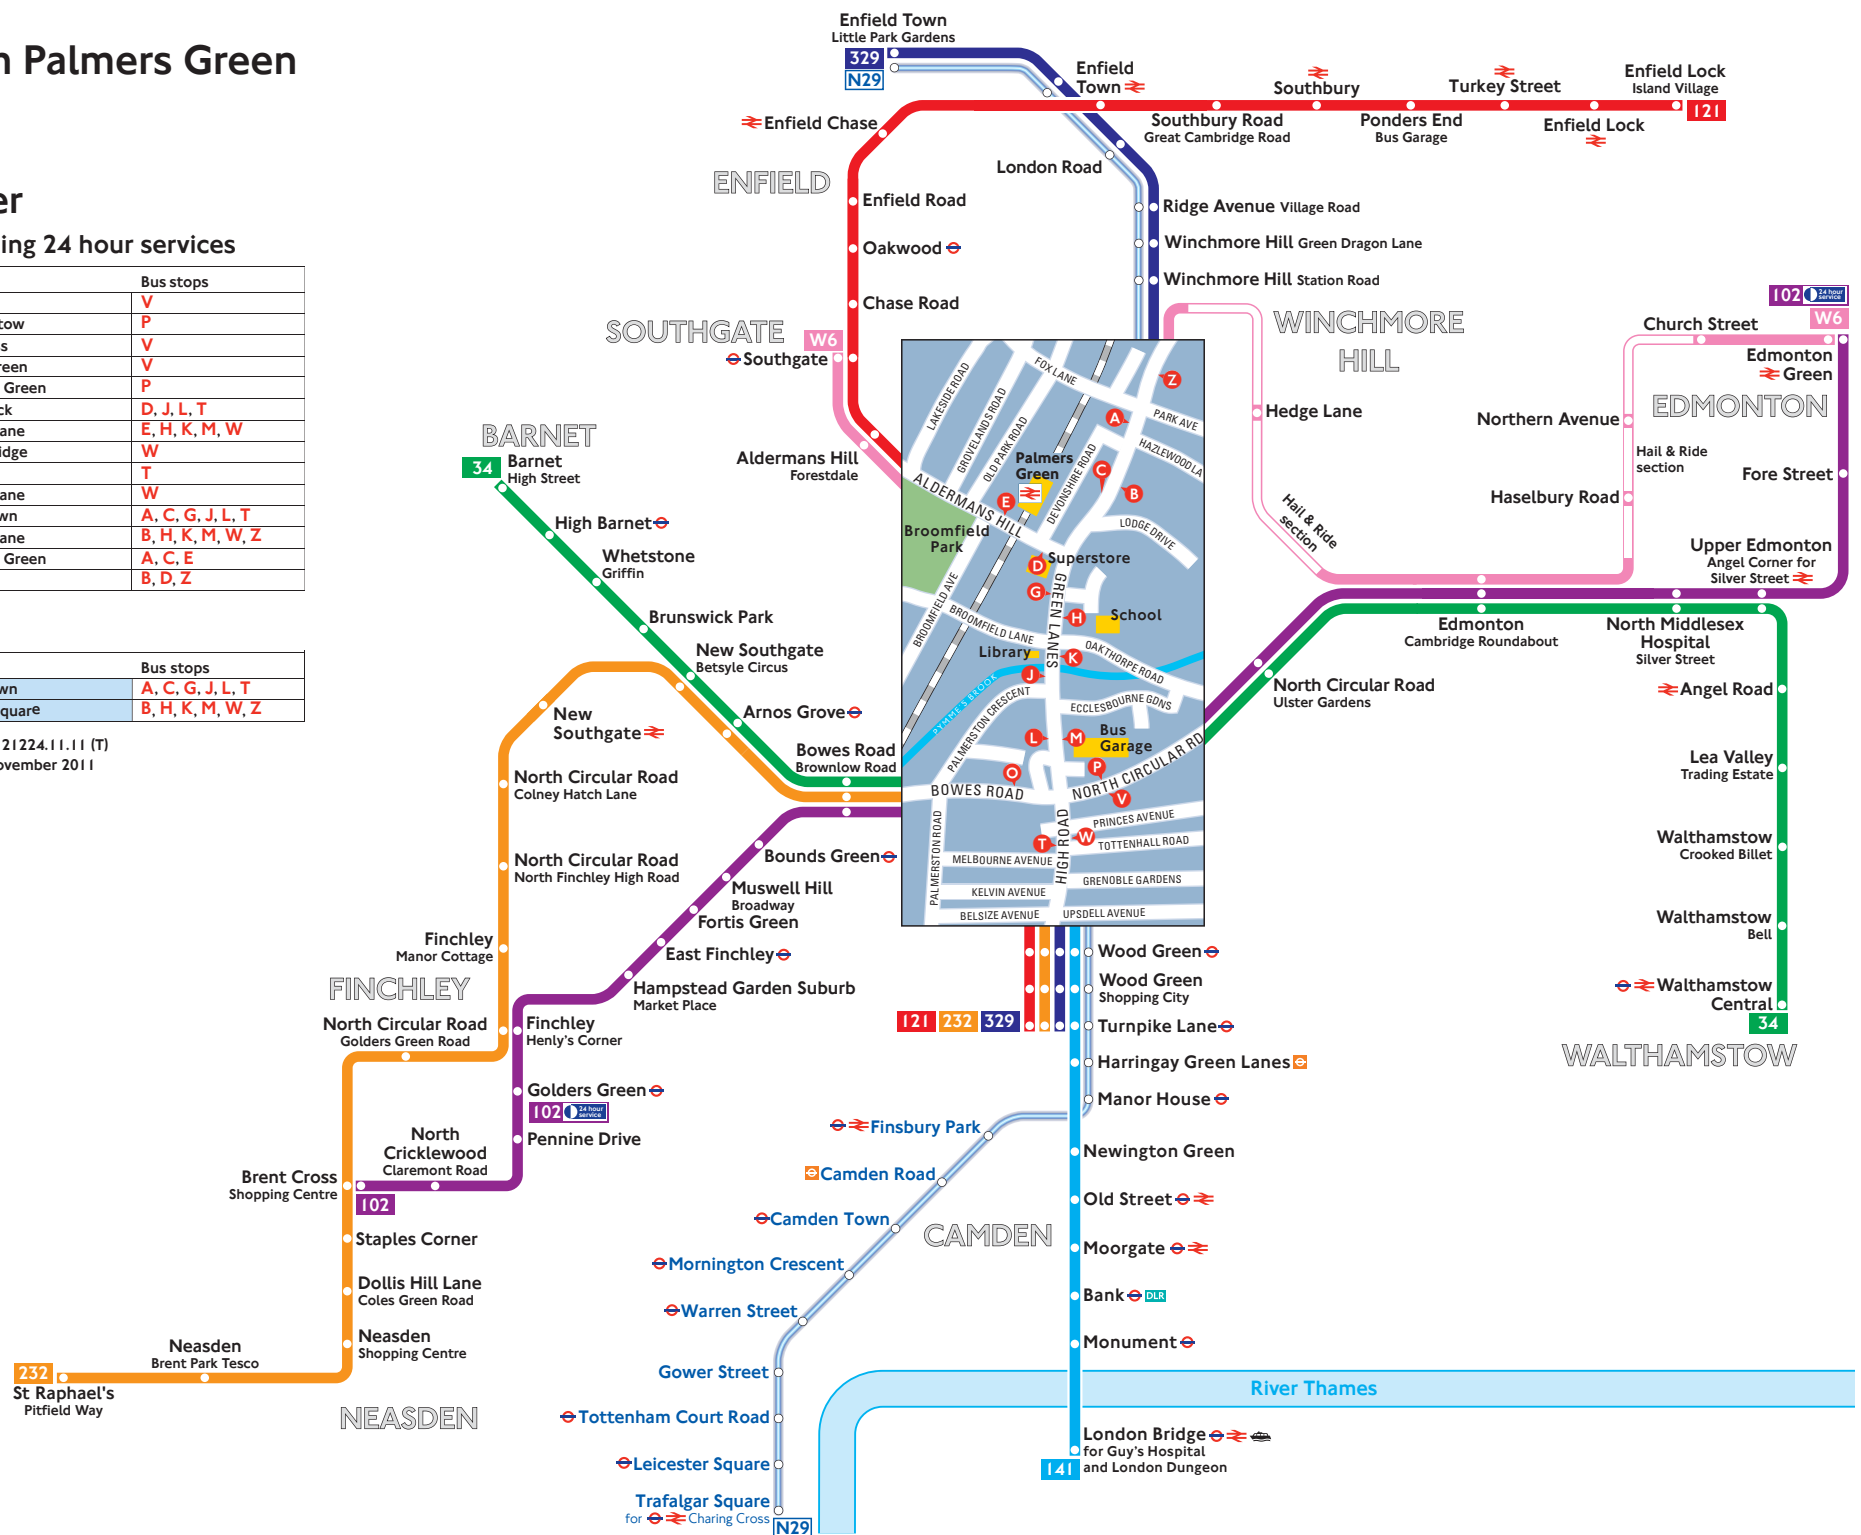 n Palmers Green
er
ing 24 hour services
Bus stops
V
tow P
s V
reen V
Green P
ck D, J, L, T
ane E, H, K, M, W
idge W
T
ane W
wn A, C, G, J, L, T
ane B, H, K, M, W, Z
Green A, C, E
B, D, Z
Bus stops
wn A, C, G, J, L, T
quare B, H, K, M, W, Z
21224.11.11 (T)
ovember 2011
Enfield Town
Little Park Gardens
329
N29
Enfield
Town
Southbury
Turkey Street
Enfield Lock
Island Village
121
Southbury Road
Great Cambridge Road
Ponders End
Bus Garage
Enfield Lock
Enfield Chase
ENFIELD
London Road
Enfield Road
Oakwood
Chase Road
SOUTHGATE
W6
Southgate
Aldermans Hill
Forestdale
Ridge Avenue Village Road
Winchmore Hill Green Dragon Lane
Winchmore Hill Station Road
WINCHMORE
HILL
Hedge Lane
Hail & Ride
section
102 24 hour service
W6
Church Street
Edmonton
Green
EDMONTON
Northern Avenue
Hail & Ride
section
Haselbury Road
Fore Street
Upper Edmonton
Angel Corner for
Silver Street
Edmonton
Cambridge Roundabout
North Middlesex
Hospital
Silver Street
North Circular Road
Ulster Gardens
Angel Road
Lea Valley
Trading Estate
Walthamstow
Crooked Billet
Walthamstow
Bell
Walthamstow
Central
34
WALTHAMSTOW
BARNET
34
Barnet
High Street
High Barnet
Whetstone
Griffin
Brunswick Park
New Southgate
Betsyle Circus
Arnos Grove
Bowes Road
Brownlow Road
New
Southgate
North Circular Road
Colney Hatch Lane
North Circular Road
North Finchley High Road
Finchley
Manor Cottage
FINCHLEY
North Circular Road
Golders Green Road
Bounds Green
Muswell Hill
Broadway
Fortis Green
East Finchley
Hampstead Garden Suburb
Market Place
Finchley
Henly's Corner
Golders Green
102 24 hour service
Pennine Drive
North
Cricklewood
Claremont Road
Brent Cross
Shopping Centre
102
Staples Corner
Dollis Hill Lane
Coles Green Road
Neasden
Shopping Centre
Neasden
Brent Park Tesco
232
St Raphael's
Pitfield Way
NEASDEN
LAKESIDE ROAD
GROVELANDS ROAD
OLD PARK ROAD
FOX LANE
PARK AVE
HAZLEWOOD LA
DEVONSHIRE ROAD
LODGE DRIVE
Z
A
C
B
E
Palmers
Green
ALDERMANS HILL
Broomfield
Park
Superstore
D
G
H
School
GREEN LANES
BROOMFIELD AVE
BROOMFIELD LANE
Library
K
J
OAKTHORPE ROAD
PYMME'S BROOK
PALMERSTON CRESCENT
ECCLESBOURNE GDNS
L
M
Bus
Garage
O
P
V
BOWES ROAD
NORTH CIRCULAR RD
PRINCES AVENUE
T
W
TOTTENHALL ROAD
HIGH ROAD
PALMERSTON ROAD
MELBOURNE AVENUE
GRENOBLE GARDENS
KELVIN AVENUE
BELSIZE AVENUE
UPSDELL AVENUE
Wood Green
Wood Green
Shopping City
121 232 329
Turnpike Lane
Harringay Green Lanes
Manor House
Finsbury Park
Newington Green
Camden Road
Old Street
Camden Town
CAMDEN
Moorgate
Mornington Crescent
Bank DLR
Warren Street
Monument
Gower Street
River Thames
Tottenham Court Road
London Bridge
for Guy's Hospital
and London Dungeon
141
Leicester Square
Trafalgar Square
for Charing Cross
N29